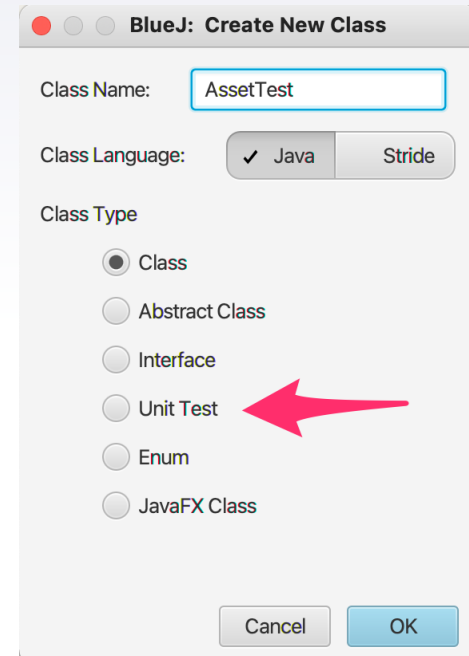 BlueJ: Create New Class
Class Name: AssetTest
Class Language: ✓ Java Stride
Class Type
Class
Abstract Class
Interface
Unit Test
Enum
JavaFX Class
Cancel OK